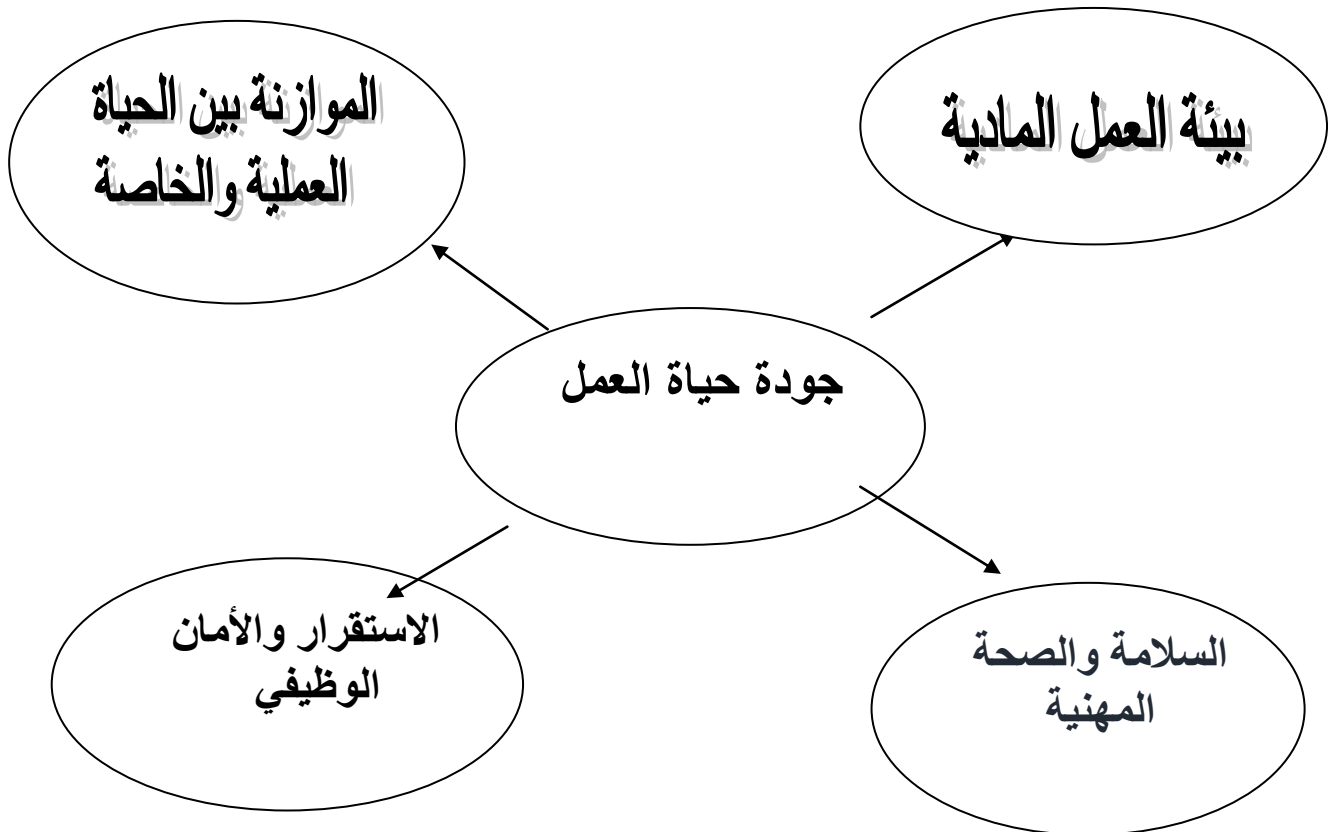 بيئة العمل المادية
الموازنة بين الحياة
العملية والخاصة
جودة حياة العمل
السلامة والصحة
المهنية
الاستقرار والأمان
الوظيفي